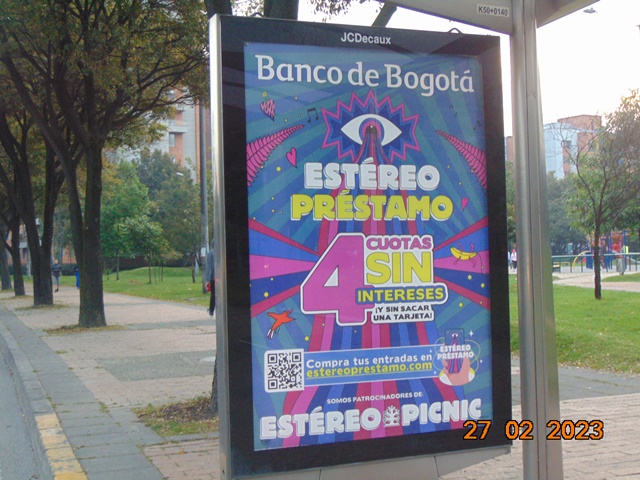 K50+0140
JCDecaux
Banco de Bogotá
ESTÉREO
PRÉSTAMO
4 CUOTAS
SIN
INTERESES
¡Y SIN SACAR
UNA TARJETA!
Compra tus entradas en
estereoprestamo.com
ESTÉREO
PRÉSTAMO
SOMOS PATROCINADORES DE
ESTÉREO PICNIC
27 02 2023